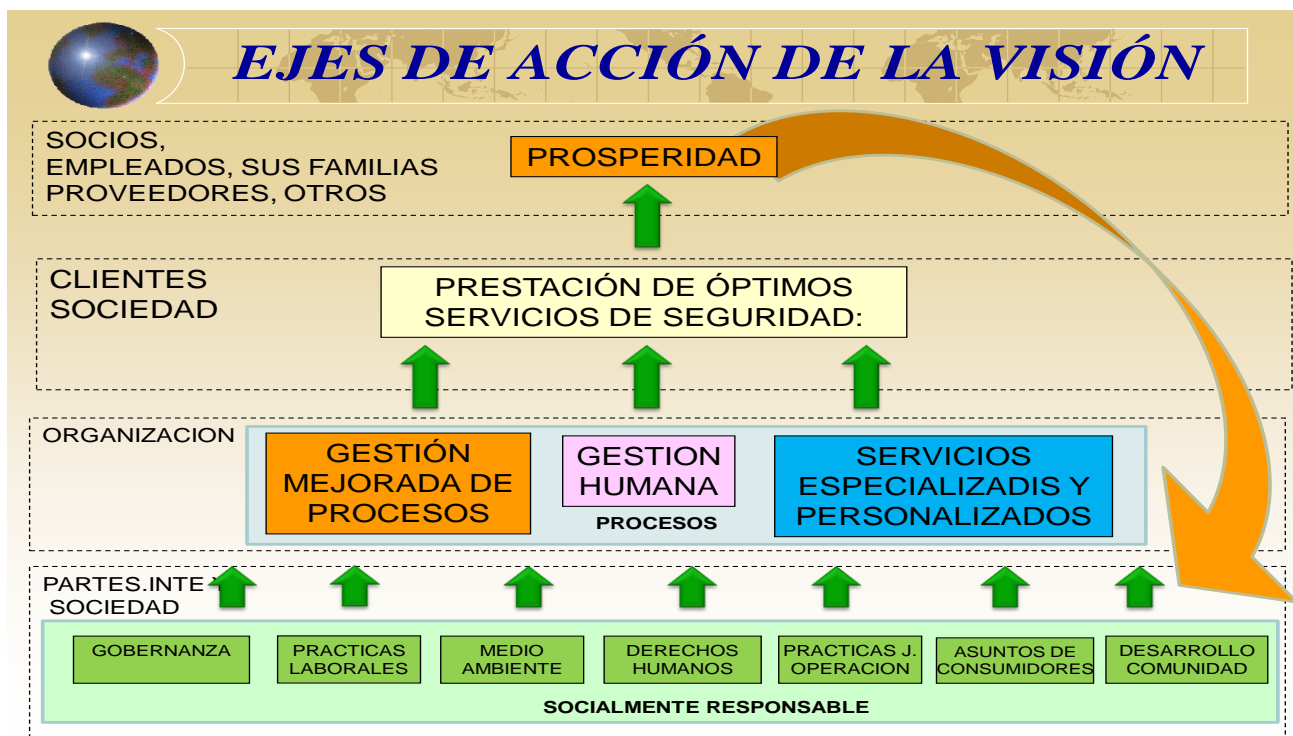 EJES DE ACCIÓN DE LA VISIÓN
SOCIOS,
EMPLEADOS, SUS FAMILIAS
PROVEEDORES, OTROS
PROSPERIDAD
CLIENTES
SOCIEDAD
PRESTACIÓN DE ÓPTIMOS
SERVICIOS DE SEGURIDAD:
ORGANIZACION
GESTIÓN
MEJORADA DE
PROCESOS
GESTION
HUMANA
PROCESOS
SERVICIOS
ESPECIALIZADIS Y
PERSONALIZADOS
PARTES.INTE Y
SOCIEDAD
GOBERNANZA
PRACTICAS
LABORALES
MEDIO
AMBIENTE
DERECHOS
HUMANOS
PRACTICAS J.
OPERACION
ASUNTOS DE
CONSUMIDORES
DESARROLLO
COMUNIDAD
SOCIALMENTE RESPONSABLE